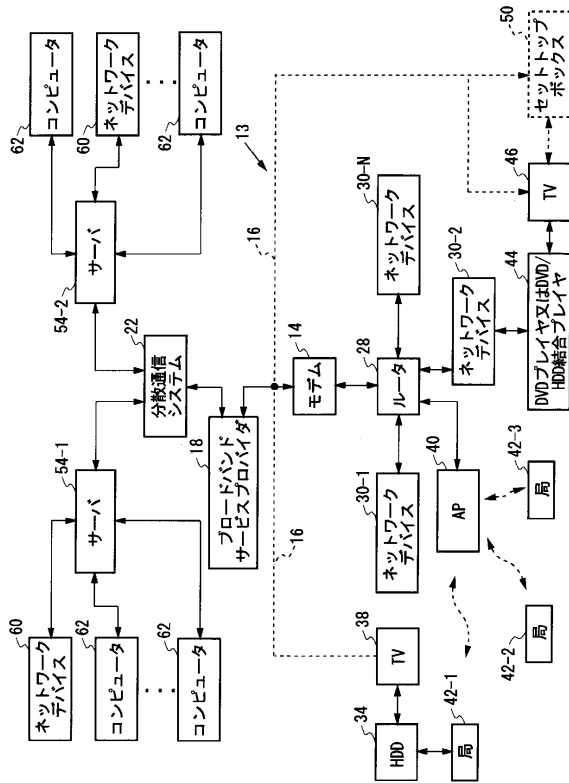 62
コンピュータ
60
ネットワーク
デバイス
62
コンピュータ
サーバ
54-2
22
分散通信
システム
54-1
サーバ
60
ネットワーク
デバイス
62
コンピュータ
62
コンピュータ
18
ブロードバンド
サービスプロバイダ
13
16
16
14
モデム
28
ルータ
30-N
ネットワーク
デバイス
30-2
ネットワーク
デバイス
30-1
ネットワーク
デバイス
50
セットトップ
ボックス
46
TV
44
DVDプレイヤ又はDVD/
HDD結合プレイヤ
40
AP
42-3
局
42-2
局
38
TV
34
HDD
42-1
局